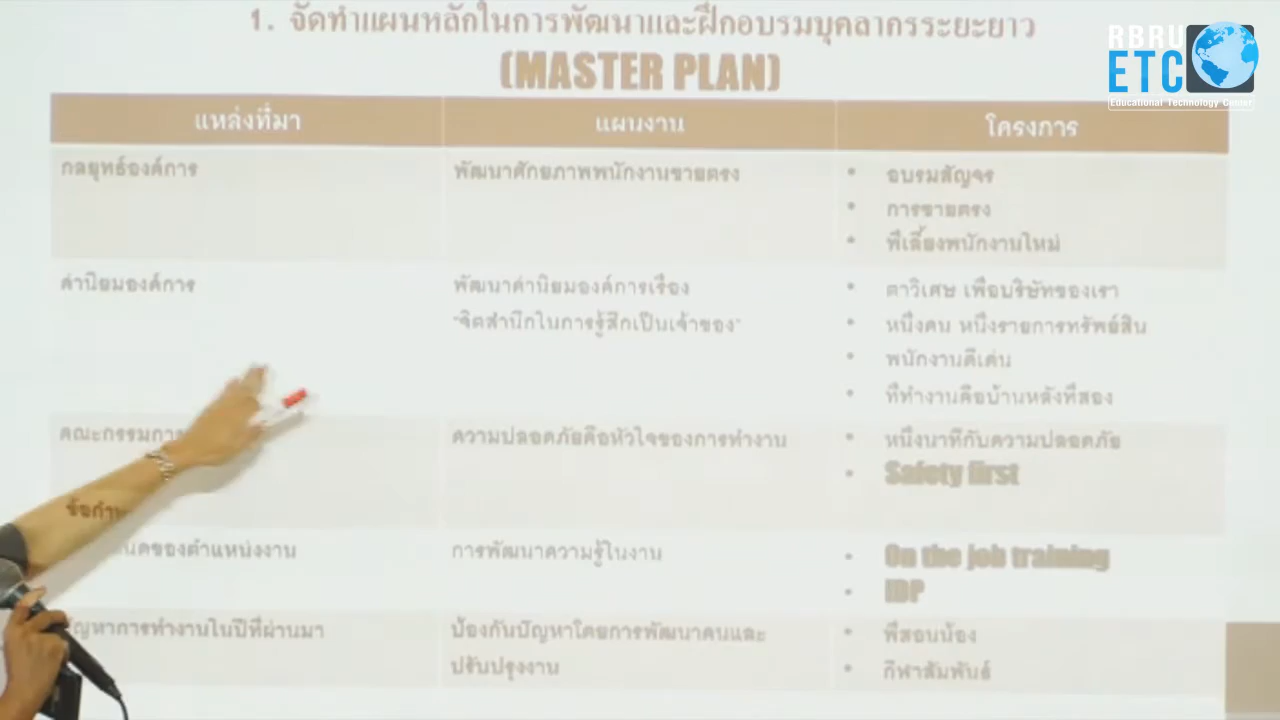 1. จัดทำแผนหลักในการพัฒนาและฝึกอบรมบุคลากรระยะยาว
(MASTER PLAN)
RBRU
ETC
Educational Technology Center
แหล่งที่มา
แผนงาน
โครงการ
กลยุทธ์องค์การ
พัฒนาศักยภาพพนักงานขายตรง
• อบรมสัญจร
• การขายตรง
• พี่เลี้ยงพนักงานใหม่
ค่านิยมองค์การ
พัฒนาค่านิยมองค์การเรื่อง
"จิตสำนึกในการรู้สึกเป็นเจ้าของ"
• ตาวิเศษ เพื่อบริษัทของเรา
• หนึ่งคน หนึ่งรายการทรัพย์สิน
• พนักงานดีเด่น
• ที่ทำงานคือบ้านหลังที่สอง
คณะกรรมกา
ความปลอดภัยคือหัวใจของการทำงาน
• หนึ่งนาทีกับความปลอดภัย
• Safety first
ข้อกำห
นดของตำแหน่งงาน
การพัฒนาความรู้ในงาน
• On the job training
• IDP
ปัญหาการทำงานในปีที่ผ่านมา
ป้องกันปัญหาโดยการพัฒนาคนและ
ปรับปรุงงาน
• พี่สอนน้อง
• กีฬาสัมพันธ์